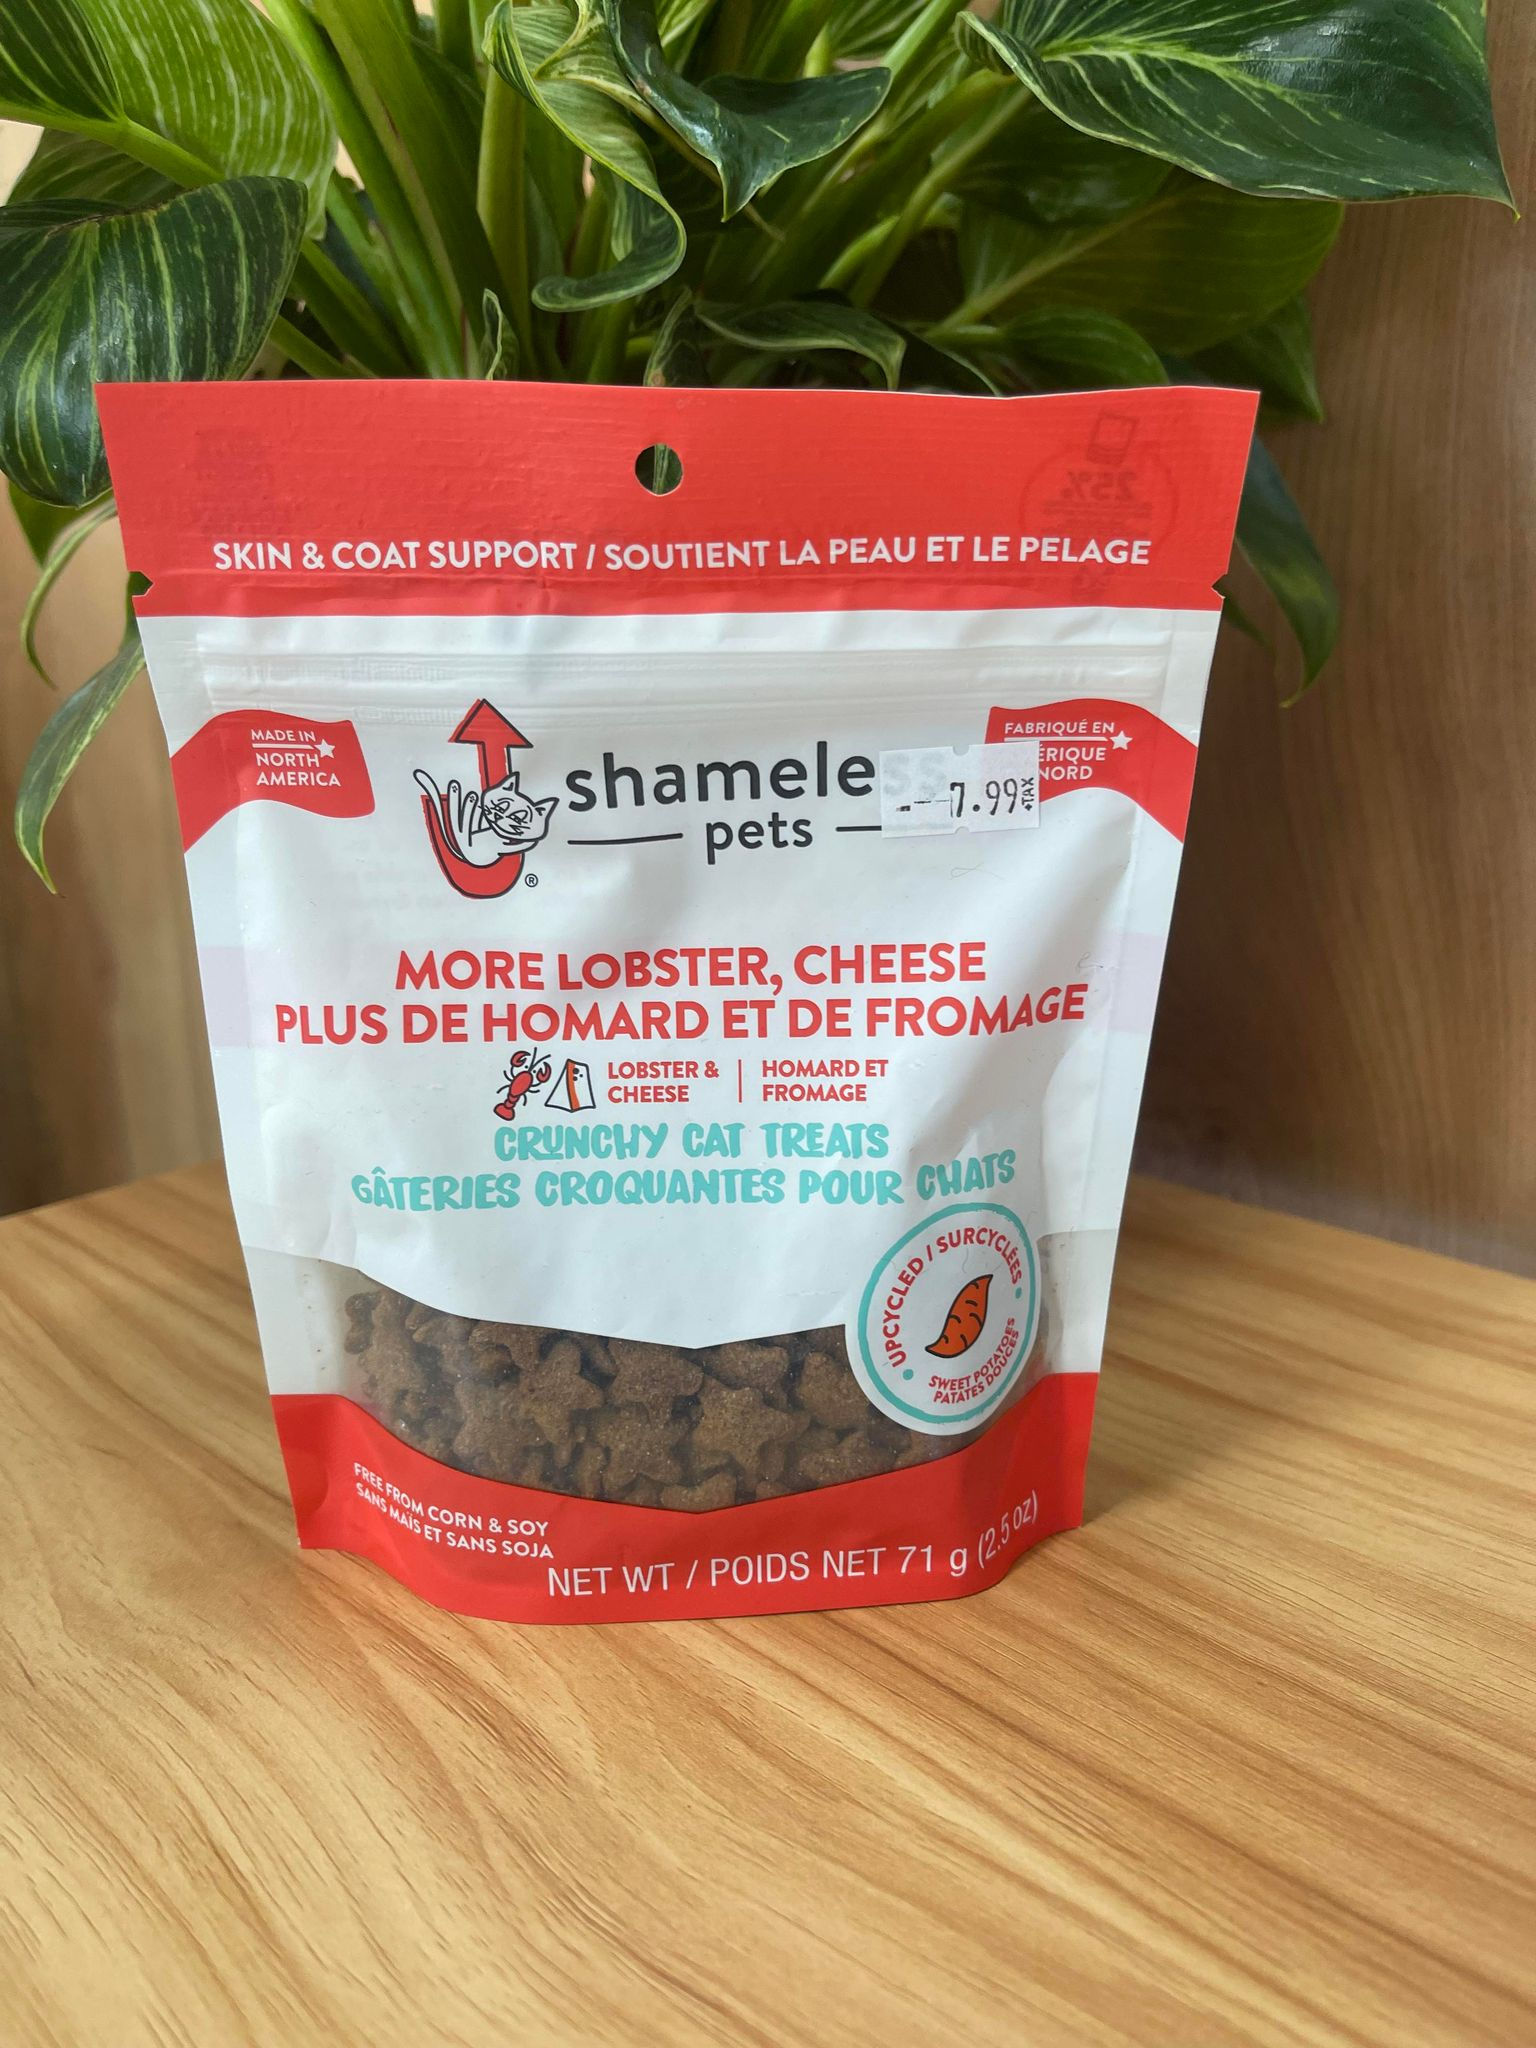 SKIN & COAT SUPPORT / SOUTIENT LA PEAU ET LE PELAGE
MADE IN
NORTH
AMERICA
FABRIQUÉ EN
ÉRIQUE
NORD
shameless
pets
®
7.99
+TAX
MORE LOBSTER, CHEESE
PLUS DE HOMARD ET DE FROMAGE
LOBSTER &
CHEESE
HOMARD ET
FROMAGE
CRUNCHY CAT TREATS
GÂTERIES CROQUANTES POUR CHATS
UPCYCLED / SURCYCLÉES
SWEET POTATOES
PATATES DOUCES
FREE FROM CORN & SOY
SANS MAÏS ET SANS SOJA
NET WT / POIDS NET 71 g (2.5 OZ)